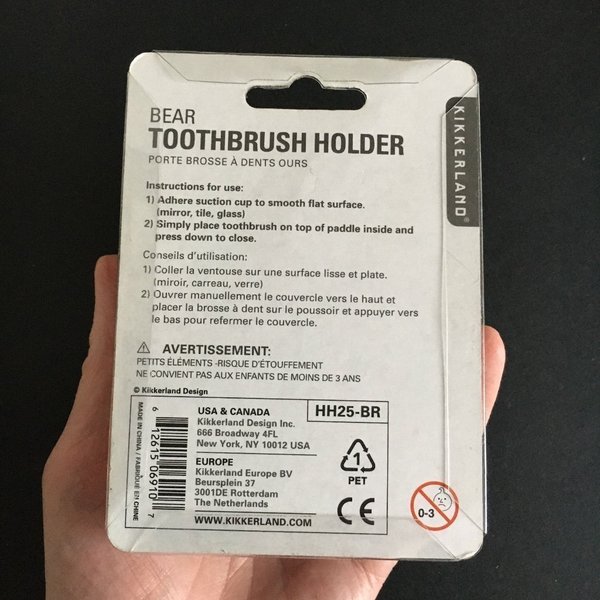 BEAR
TOOTHBRUSH HOLDER
PORTE BROSSE À DENTS OURS
KIKKERLAND®
Instructions for use:
1) Adhere suction cup to smooth flat surface.
(mirror, tile, glass)
2) Simply place toothbrush on top of paddle inside and
press down to close.
Conseils d'utilisation:
1) Coller la ventouse sur une surface lisse et plate.
(miroir, carreau, verre)
2) Ouvrer manuellement le couvercle vers le haut et
placer la brosse à dent sur le poussoir et appuyer vers
le bas pour refermer le couvercle.
⚠ AVERTISSEMENT:
PETITS ÉLÉMENTS -RISQUE D'ÉTOUFFEMENT
NE CONVIENT PAS AUX ENFANTS DE MOINS DE 3 ANS
© Kikkerland Design
MADE IN CHINA / FABRIQUÉ EN CHINE
6 12615 06910 7
USA & CANADA
Kikkerland Design Inc.
666 Broadway 4FL
New York, NY 10012 USA
EUROPE
Kikkerland Europe BV
Beursplein 37
3001DE Rotterdam
The Netherlands
WWW.KIKKERLAND.COM
HH25-BR
1
PET
CE
0-3